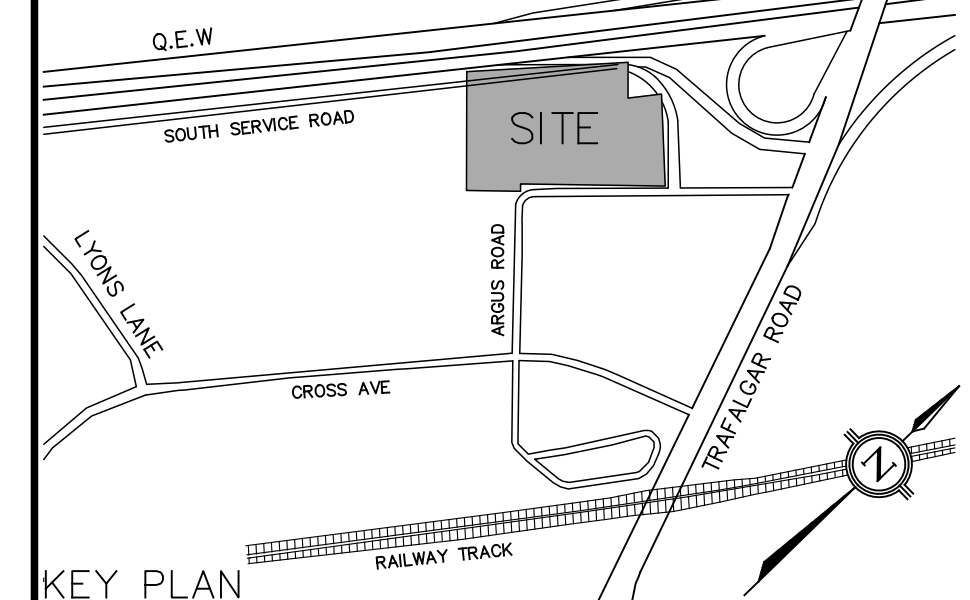 Q.E.W
SOUTH SERVICE ROAD
SITE
LYONS LANE
ARGUS ROAD
CROSS AVE
TRAFALGAR ROAD
N
RAILWAY TRACK
KEY PLAN